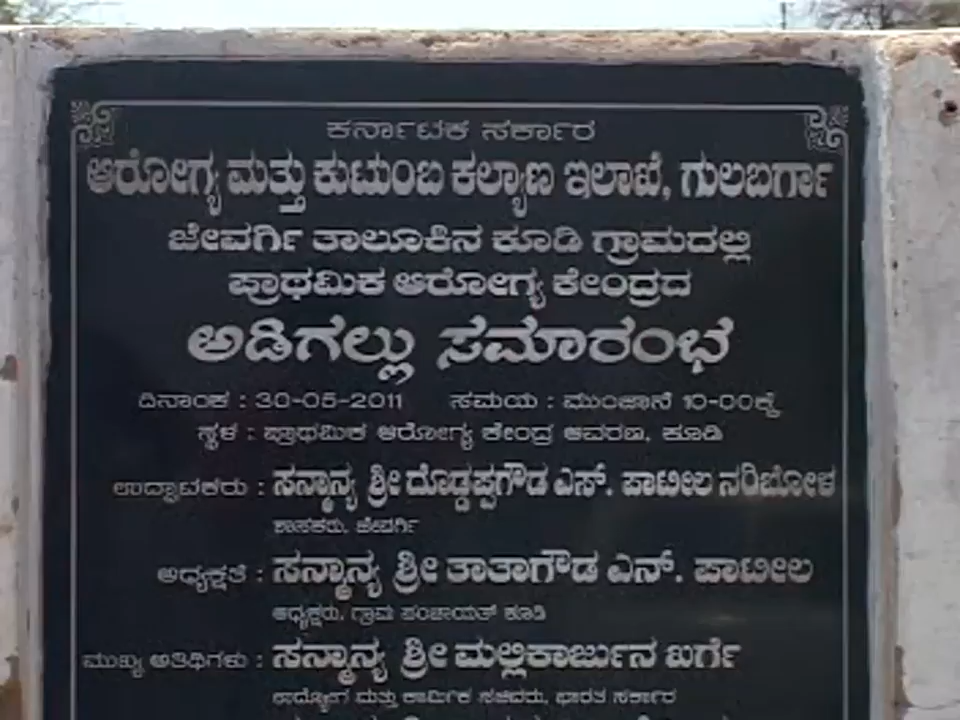 ಕರ್ನಾಟಕ ಸರ್ಕಾರ
ಆರೋಗ್ಯ ಮತ್ತು ಕುಟುಂಬ ಕಲ್ಯಾಣ ಇಲಾಖೆ, ಗುಲಬರ್ಗಾ
ಜೇವರ್ಗಿ ತಾಲೂಕಿನ ಕೂಡಿ ಗ್ರಾಮದಲ್ಲಿ
ಪ್ರಾಥಮಿಕ ಆರೋಗ್ಯ ಕೇಂದ್ರದ
ಅಡಿಗಲ್ಲು ಸಮಾರಂಭ
ದಿನಾಂಕ : 30-05-2011 ಸಮಯ : ಮುಂಜಾನೆ 10-00ಕ್ಕೆ
ಸ್ಥಳ : ಪ್ರಾಥಮಿಕ ಆರೋಗ್ಯ ಕೇಂದ್ರ ಆವರಣ, ಕೂಡಿ
ಉದ್ಘಾಟಕರು : ಸನ್ಮಾನ್ಯ ಶ್ರೀ ದೊಡ್ಡಪ್ಪಗೌಡ ಎಸ್. ಪಾಟೀಲ ನರಿಬೋಳ
ಶಾಸಕರು, ಜೇವರ್ಗಿ
ಅಧ್ಯಕ್ಷತೆ : ಸನ್ಮಾನ್ಯ ಶ್ರೀ ತಾತಾಗೌಡ ಎನ್. ಪಾಟೀಲ
ಅಧ್ಯಕ್ಷರು, ಗ್ರಾಮ ಪಂಚಾಯತ್ ಕೂಡಿ
ಮುಖ್ಯ ಅತಿಥಿಗಳು : ಸನ್ಮಾನ್ಯ ಶ್ರೀ ಮಲ್ಲಿಕಾರ್ಜುನ ಖರ್ಗೆ
ಮತ್ತು ಕಾರ್ಮಿಕ ಸಚಿವರು, ಭಾರತ ಸರ್ಕಾರ